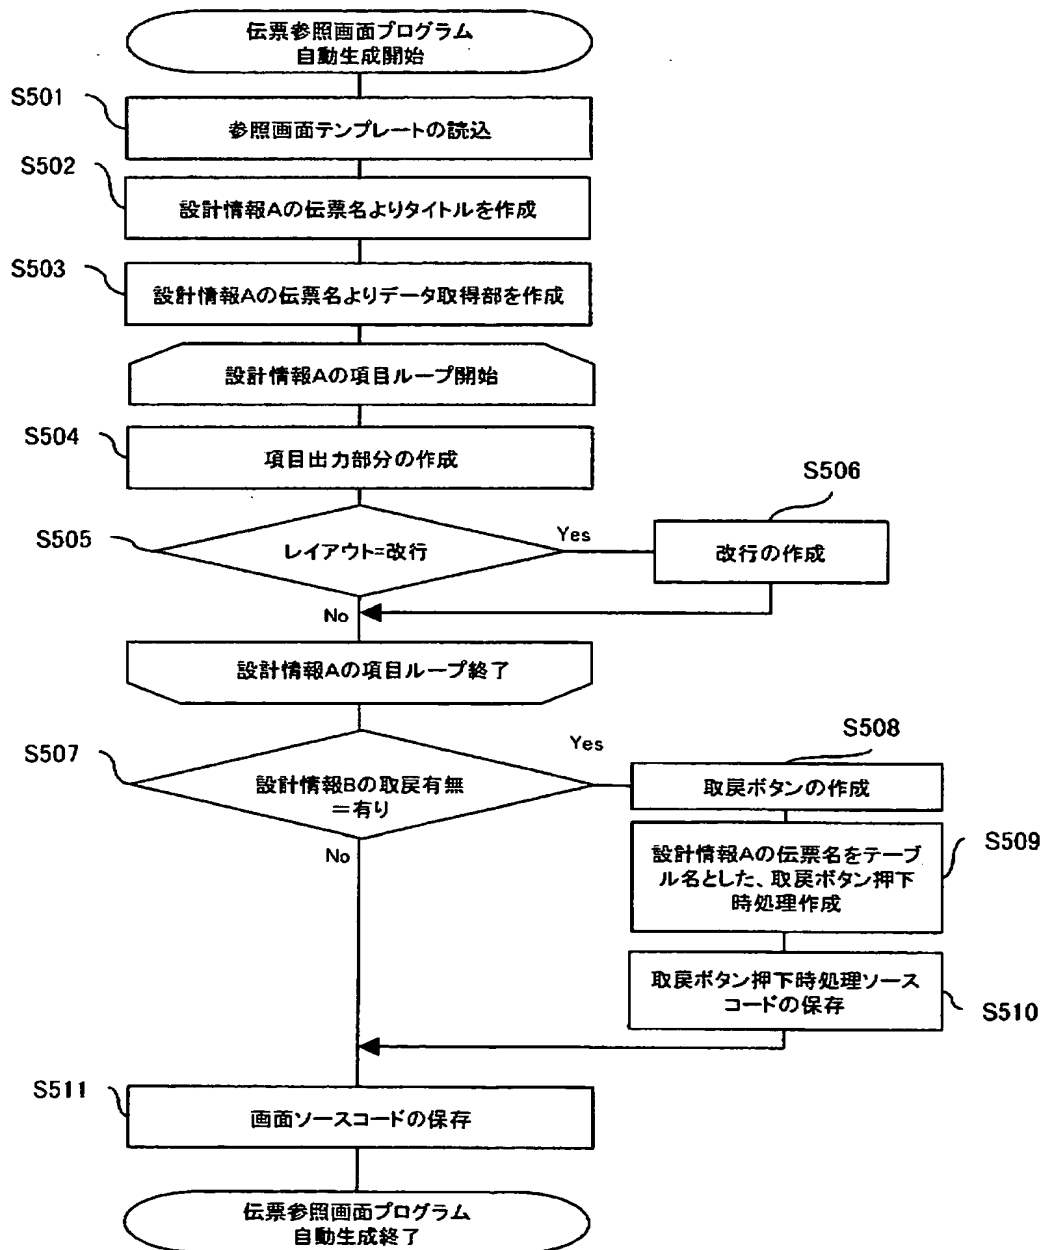 伝票参照画面プログラム
自動生成開始
S501
参照画面テンプレートの読込
S502
設計情報Aの伝票名よりタイトルを作成
S503
設計情報Aの伝票名よりデータ取得部を作成
設計情報Aの項目ループ開始
S504
項目出力部分の作成
S505
レイアウト=改行
Yes
S506
改行の作成
No
設計情報Aの項目ループ終了
S507
設計情報Bの取戻有無
=有り
Yes
S508
取戻ボタンの作成
No
S509
設計情報Aの伝票名をテーブ
ル名とした、取戻ボタン押下
時処理作成
取戻ボタン押下時処理ソース
コードの保存
S510
S511
画面ソースコードの保存
伝票参照画面プログラム
自動生成終了